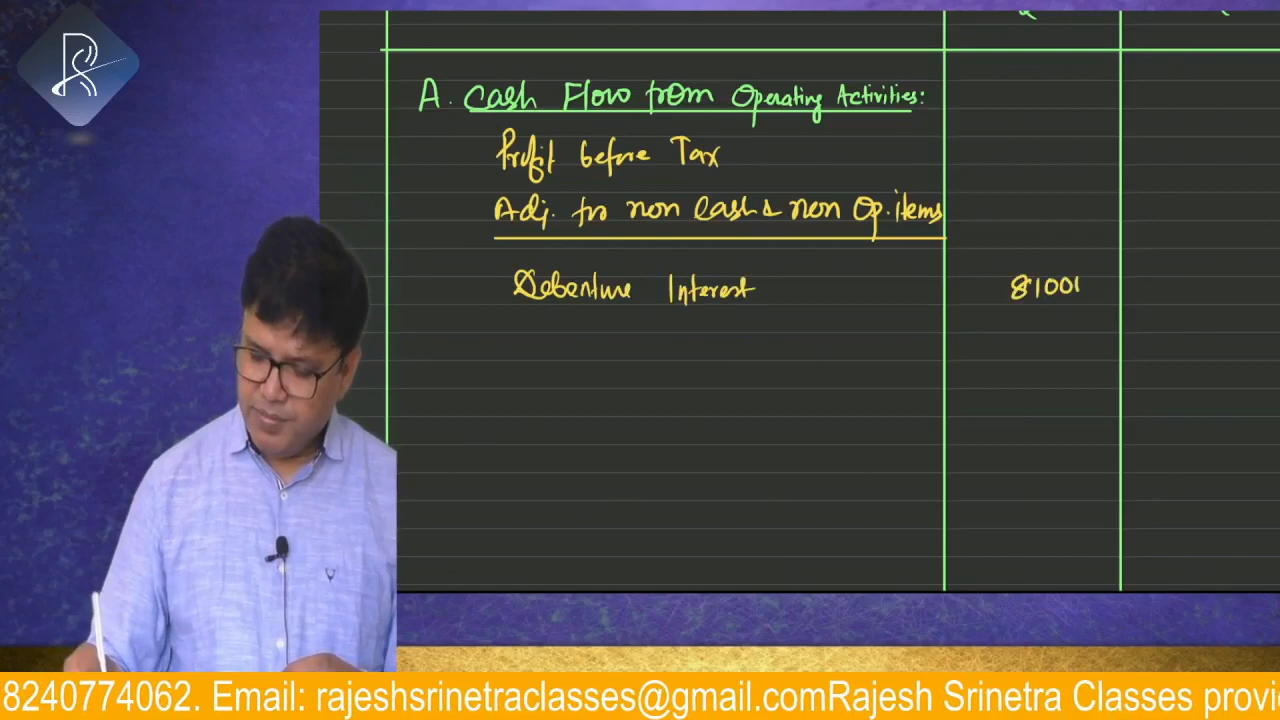 RS
A. Cash Flow from Operating Activities:
Profit before Tax
Adj. for non Cash & non Op. items
Debenture Interest 81001
8240774062. Email: rajeshsrinetraclasses@gmail.comRajesh Srinetra Classes provi